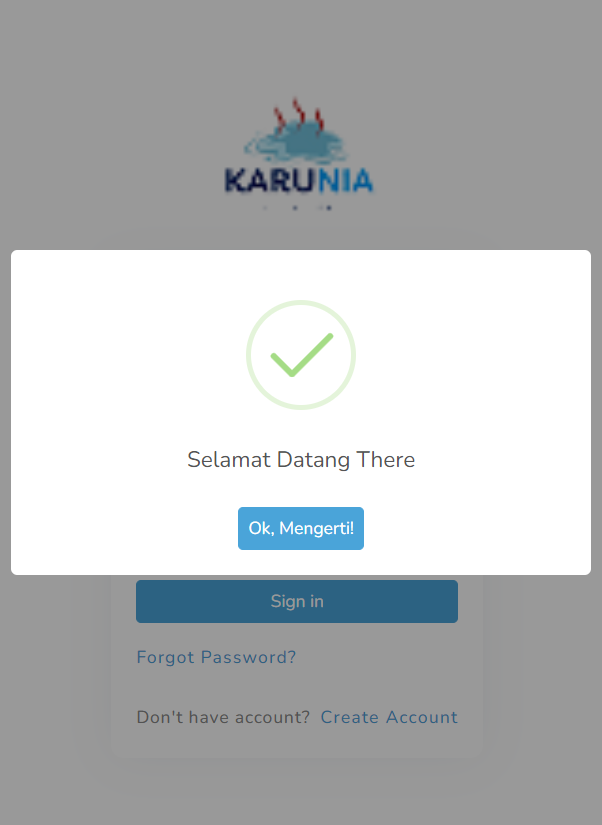 KARUNIA
Selamat Datang There
Ok, Mengerti!
Sign in
Forgot Password?
Don't have account? Create Account